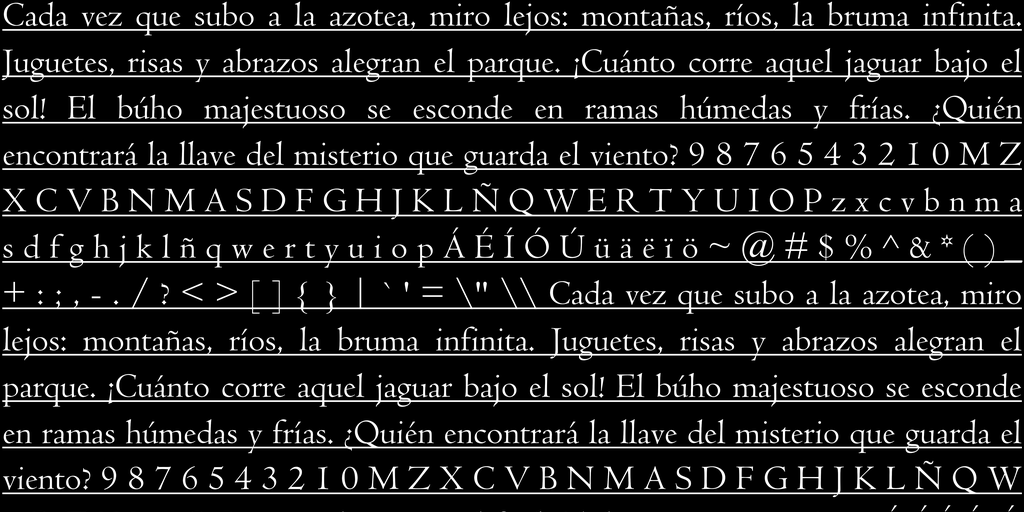 Cada vez que subo a la azotea, miro lejos: montañas, ríos, la bruma infinita.
Juguetes, risas y abrazos alegran el parque. ¡Cuánto corre aquel jaguar bajo el
sol! El búho majestuoso se esconde en ramas húmedas y frías. ¿Quién
encontrará la llave del misterio que guarda el viento? 9 8 7 6 5 4 3 2 1 0 M Z
X C V B N M A S D F G H J K L Ñ Q W E R T Y U I O P z x c v b n m a
s d f g h j k l ñ q w e r t y u i o p Á É Í Ó Ú ü ä ë ï ö ~ @ # $ % ^ & * ( ) _
+ : ; , - . / ? < > [ ] { } | ` ' = \" \\ Cada vez que subo a la azotea, miro
lejos: montañas, ríos, la bruma infinita. Juguetes, risas y abrazos alegran el
parque. ¡Cuánto corre aquel jaguar bajo el sol! El búho majestuoso se esconde
en ramas húmedas y frías. ¿Quién encontrará la llave del misterio que guarda el
viento? 9 8 7 6 5 4 3 2 1 0 M Z X C V B N M A S D F G H J K L Ñ Q W